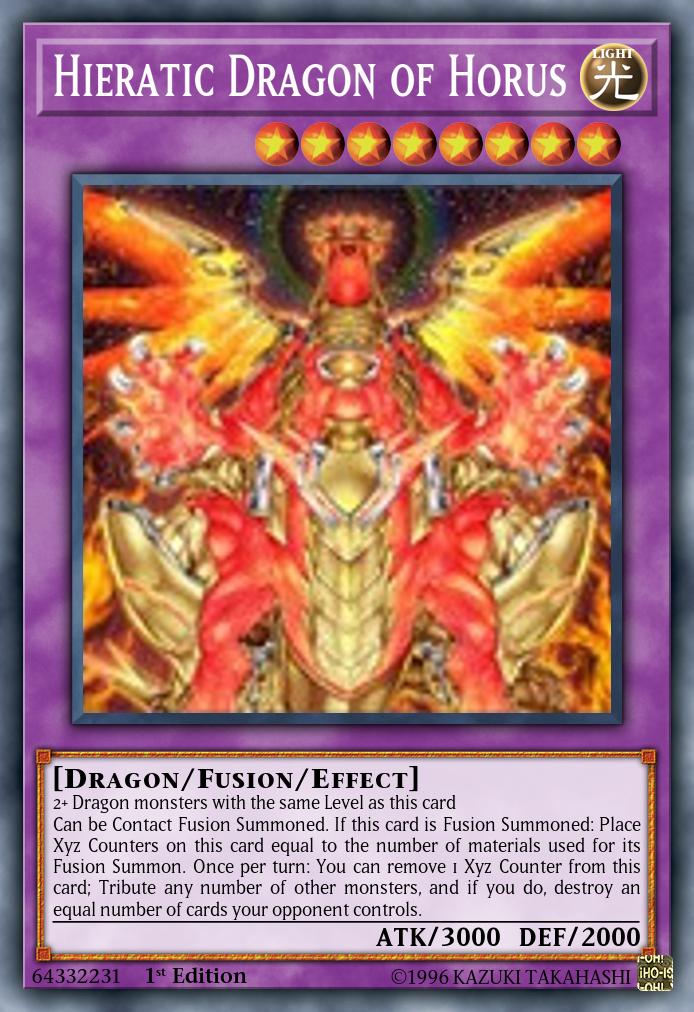 Hieratic Dragon of Horus
LIGHT
光
[Dragon/Fusion/Effect]
2+ Dragon monsters with the same Level as this card
Can be Contact Fusion Summoned. If this card is Fusion Summoned: Place
Xyz Counters on this card equal to the number of materials used for its
Fusion Summon. Once per turn: You can remove 1 Xyz Counter from this
card; Tribute any number of other monsters, and if you do, destroy an
equal number of cards your opponent controls.
ATK/3000 DEF/2000
64332231 1st Edition ©1996 KAZUKI TAKAHASHI